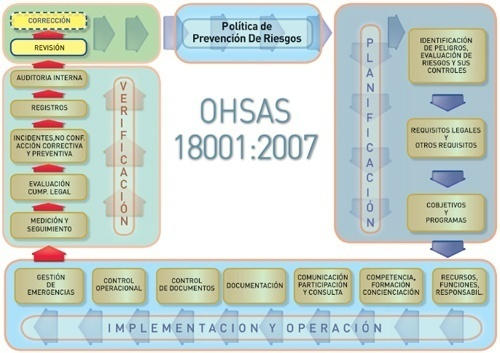 CORRECCIÓN
REVISIÓN
Política de
Prevención De Riesgos
OHSAS
18001:2007
PLANIFICACIÓN
IDENTIFICACIÓN
DE PELIGROS,
EVALUACIÓN DE
RIESGOS Y SUS
CONTROLES
REQUISITOS LEGALES
Y
OTROS REQUISITOS
COBJETIVOS
Y
PROGRAMAS
VERIFICACIÓN
AUDITORIA INTERNA
REGISTROS
INCIDENTES,NO CONF.
ACCIÓN CORRECTIVA
Y PREVENTIVA
EVALUACIÓN
CUMP. LEGAL
MEDICIÓN Y
SEGUIMIENTO
GESTIÓN
DE
EMERGENCIAS
CONTROL
OPERACIONAL
CONTROL
DE DOCUMENTOS
DOCUMENTACIÓN
COMUNICACIÓN
PARTICIPACIÓN
Y CONSULTA
COMPETENCIA,
FORMACIÓN
CONCIENCIACIÓN
RECURSOS,
FUNCIONES,
RESPONSABIL.
IMPLEMENTACION Y OPERACIÓN